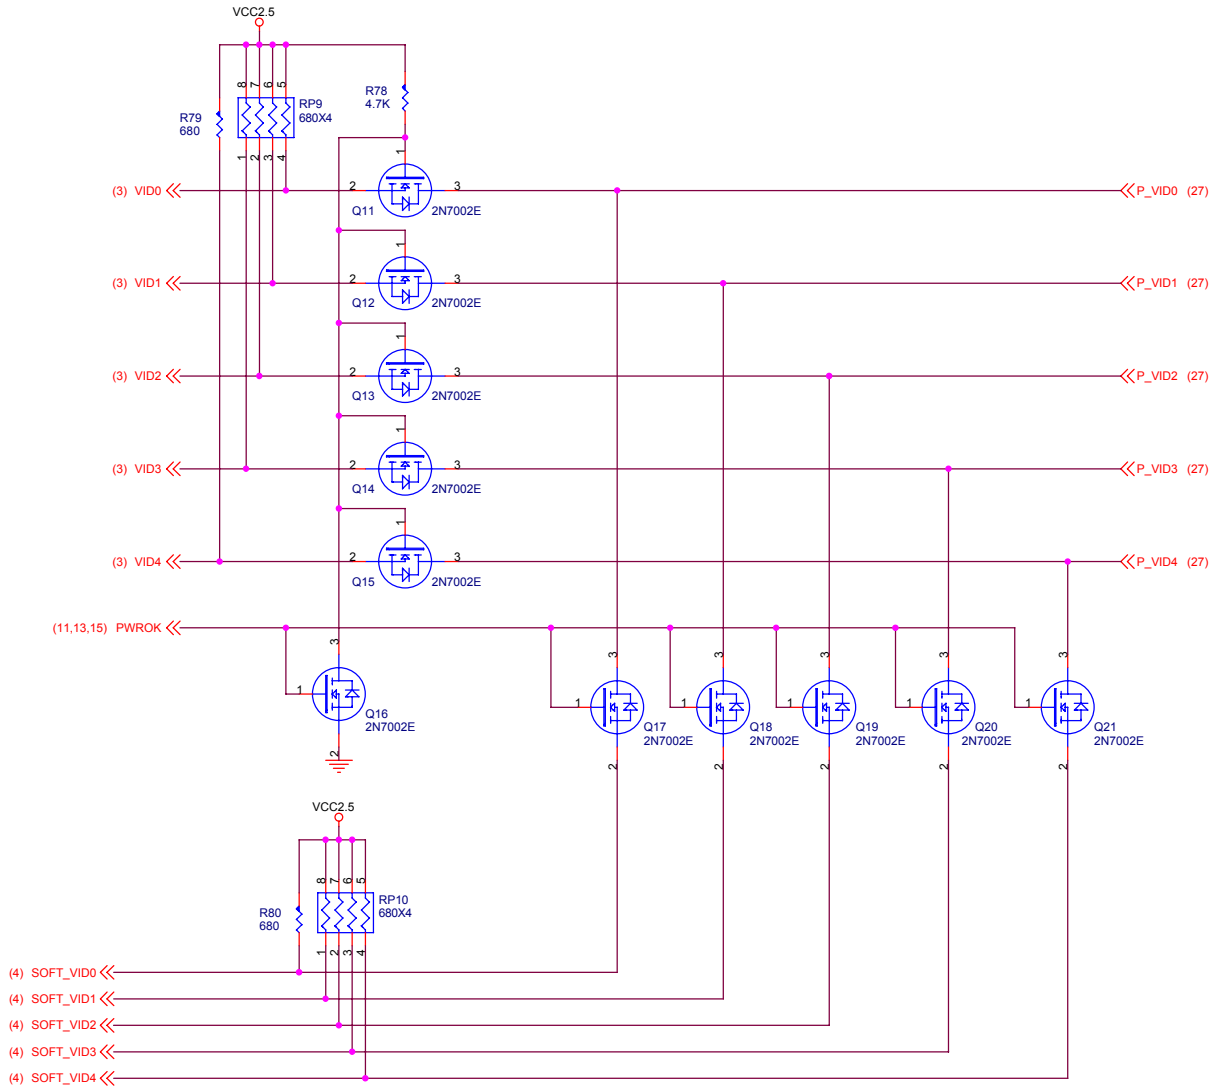 VCC2.5
8 7 6 5
R78
4.7K
RP9
680X4
R79
680
1 2 3 4
1
(3) VID0
2
3
P_VID0 (27)
Q11
2N7002E
1
(3) VID1
2
3
P_VID1 (27)
Q12
2N7002E
1
(3) VID2
2
3
P_VID2 (27)
Q13
2N7002E
1
(3) VID3
2
3
P_VID3 (27)
Q14
2N7002E
1
(3) VID4
2
3
P_VID4 (27)
Q15
2N7002E
(11,13,15) PWROK
3
3
3
3
3
3
1
1
1
1
1
1
Q16
2N7002E
Q17
2N7002E
Q18
2N7002E
Q19
2N7002E
Q20
2N7002E
Q21
2N7002E
2
2
2
2
2
2
VCC2.5
8 7 6 5
RP10
680X4
R80
680
1 2 3 4
(4) SOFT_VID0
(4) SOFT_VID1
(4) SOFT_VID2
(4) SOFT_VID3
(4) SOFT_VID4